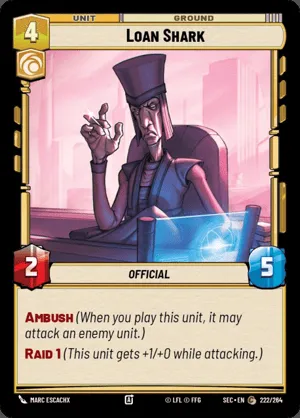 4
UNIT
GROUND
LOAN SHARK
2
OFFICIAL
5
AMBUSH (When you play this unit, it may
attack an enemy unit.)
RAID 1 (This unit gets +1/+0 while attacking.)
MARC ESCACHX
© LFL © FFG
SEC • EN
C
222/264